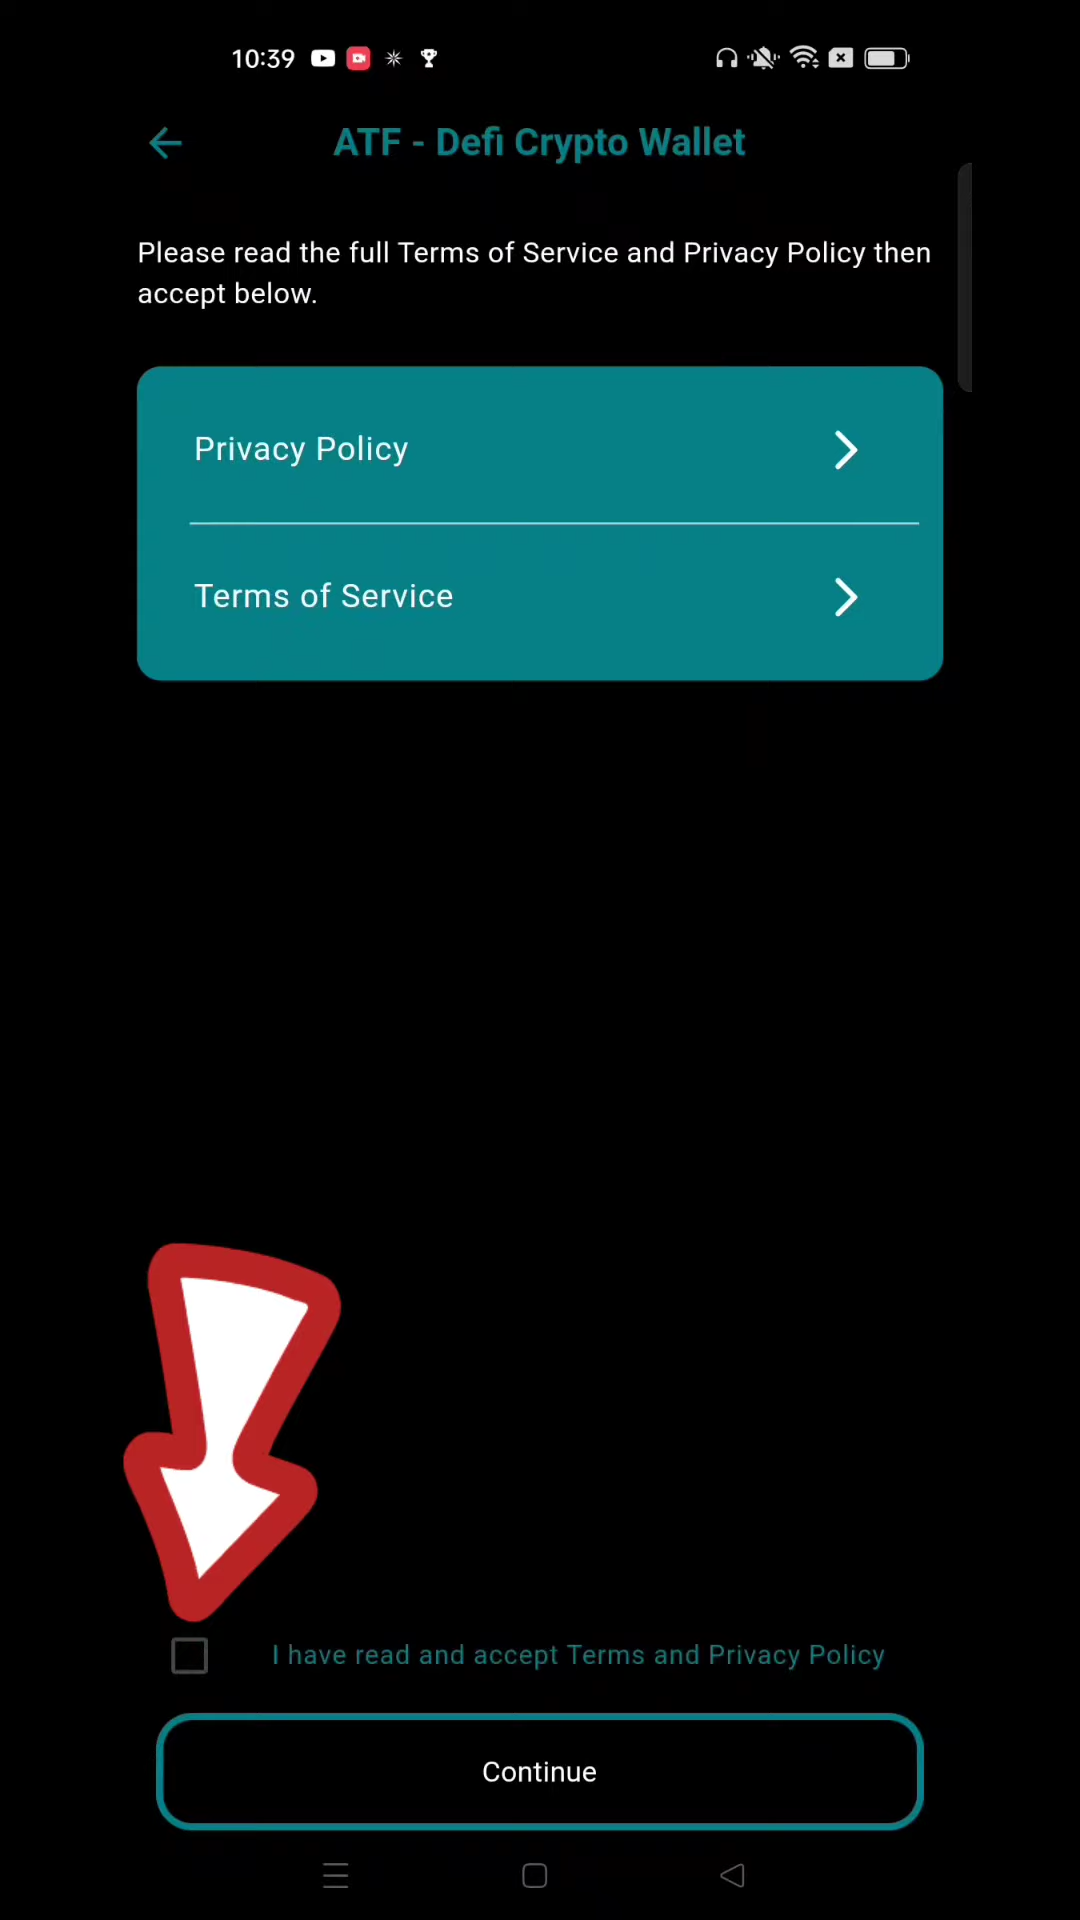 10:39
ATF - Defi Crypto Wallet
Please read the full Terms of Service and Privacy Policy then
accept below.
Privacy Policy
Terms of Service
I have read and accept Terms and Privacy Policy
Continue